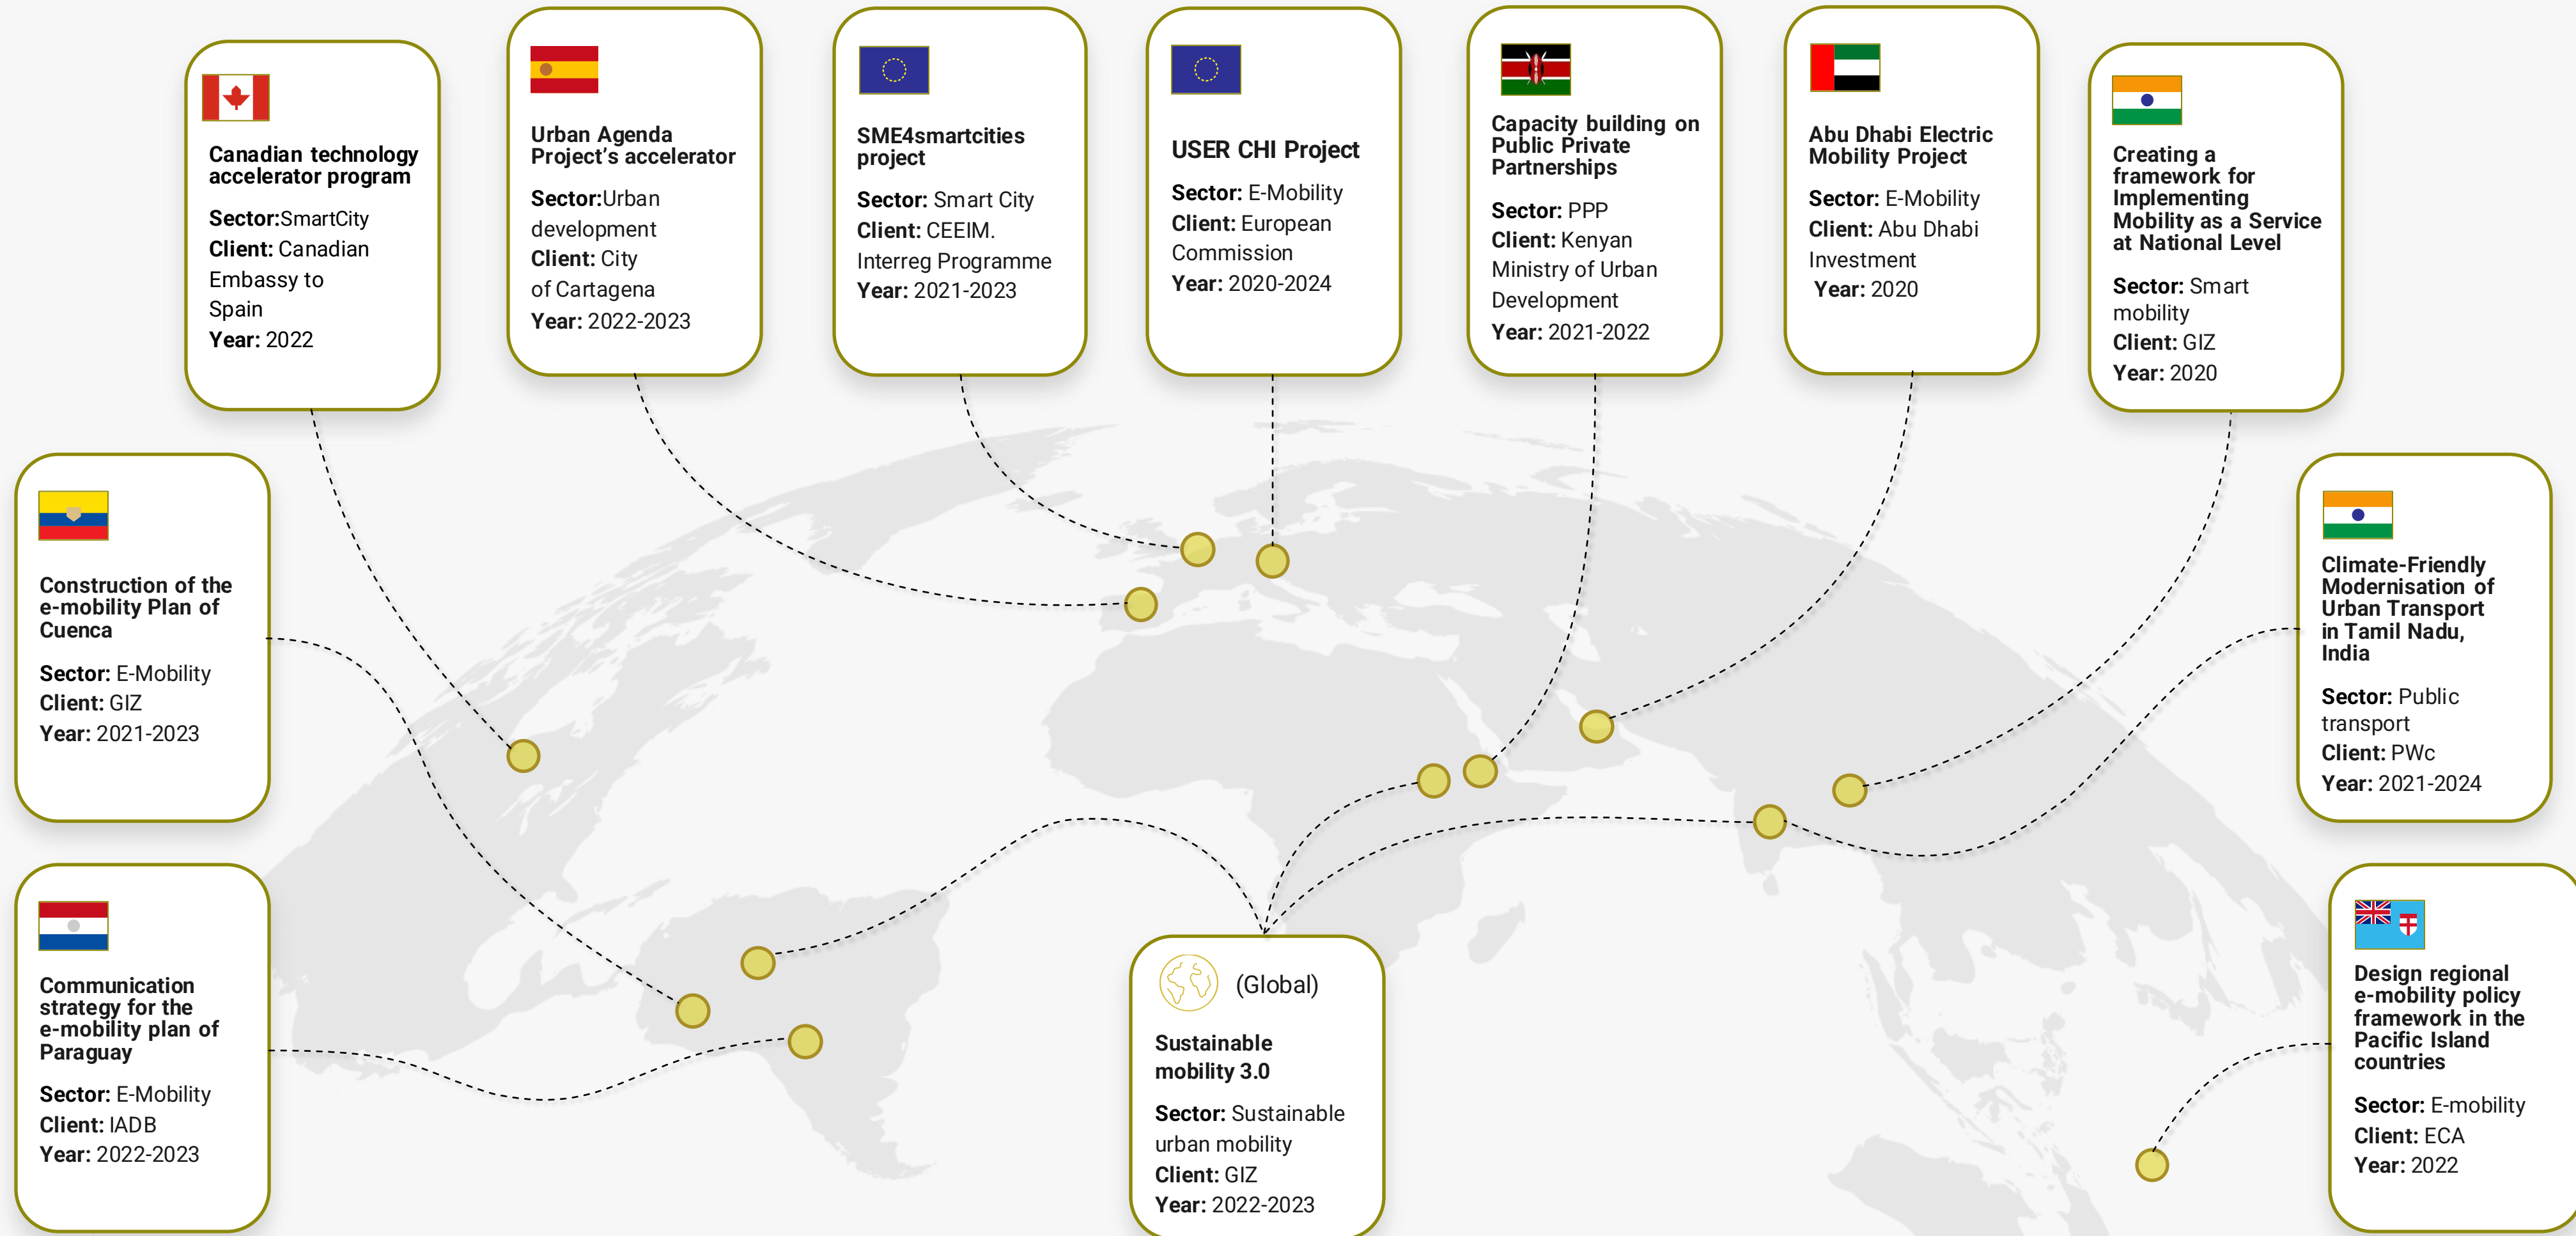 Canadian technology
accelerator program
Sector:SmartCity
Client: Canadian
Embassy to
Spain
Year: 2022
Urban Agenda
Project’s accelerator
Sector:Urban
development
Client: City
of Cartagena
Year: 2022-2023
SME4smartcities
project
Sector: Smart City
Client: CEEIM.
Interreg Programme
Year: 2021-2023
USER CHI Project
Sector: E-Mobility
Client: European
Commission
Year: 2020-2024
Capacity building on
Public Private
Partnerships
Sector: PPP
Client: Kenyan
Ministry of Urban
Development
Year: 2021-2022
Abu Dhabi Electric
Mobility Project
Sector: E-Mobility
Client: Abu Dhabi
Investment
Year: 2020
Creating a
framework for
Implementing
Mobility as a Service
at National Level
Sector: Smart
mobility
Client: GIZ
Year: 2020
Construction of the
e-mobility Plan of
Cuenca
Sector: E-Mobility
Client: GIZ
Year: 2021-2023
Climate-Friendly
Modernisation of
Urban Transport
in Tamil Nadu,
India
Sector: Public
transport
Client: PWc
Year: 2021-2024
Communication
strategy for the
e-mobility plan of
Paraguay
Sector: E-Mobility
Client: IADB
Year: 2022-2023
(Global)
Sustainable
mobility 3.0
Sector: Sustainable
urban mobility
Client: GIZ
Year: 2022-2023
Design regional
e-mobility policy
framework in the
Pacific Island
countries
Sector: E-mobility
Client: ECA
Year: 2022